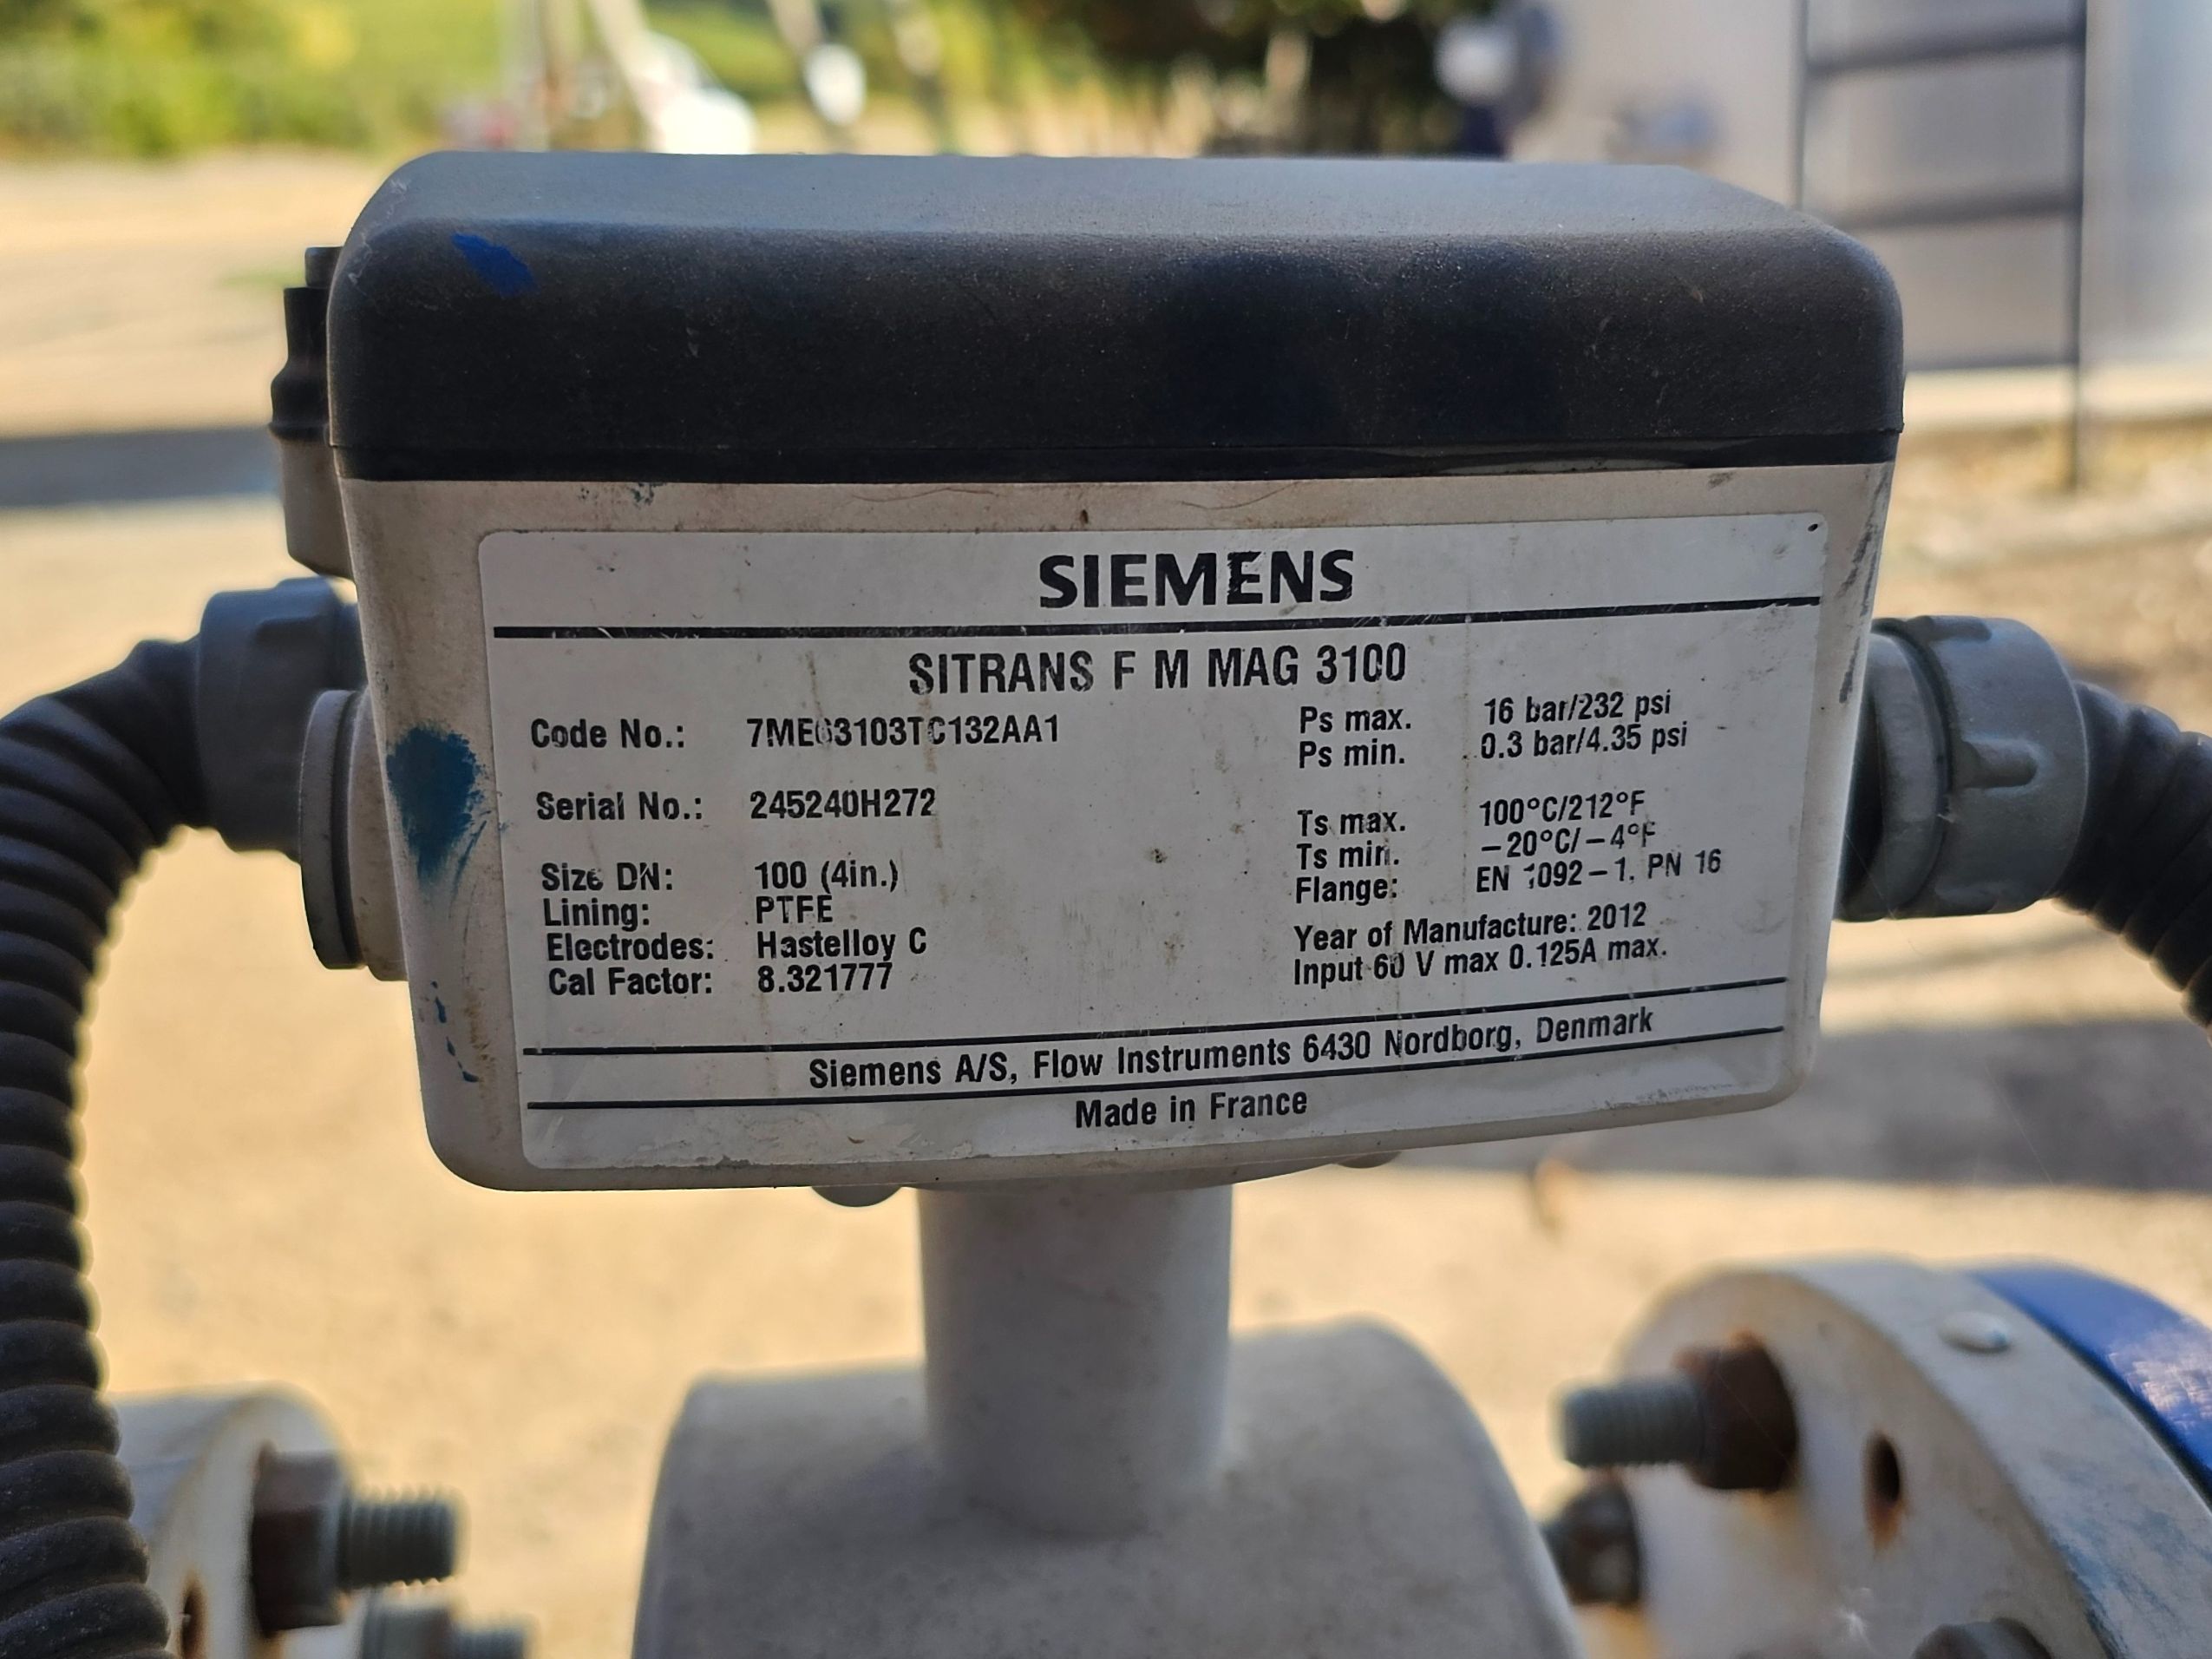 SIEMENS
SITRANS F M MAG 3100
Code No.: 7ME63103TC132AA1
Serial No.: 245240H272
Size DN: 100 (4in.)
Lining: PTFE
Electrodes: Hastelloy C
Cal Factor: 8.321777
Ps max. 16 bar/232 psi
Ps min. 0.3 bar/4.35 psi
Ts max. 100°C/212°F
Ts min. −20°C/−4°F
Flange: EN 1092−1, PN 16
Year of Manufacture: 2012
Input 60 V max 0.125A max.
Siemens A/S, Flow Instruments 6430 Nordborg, Denmark
Made in France